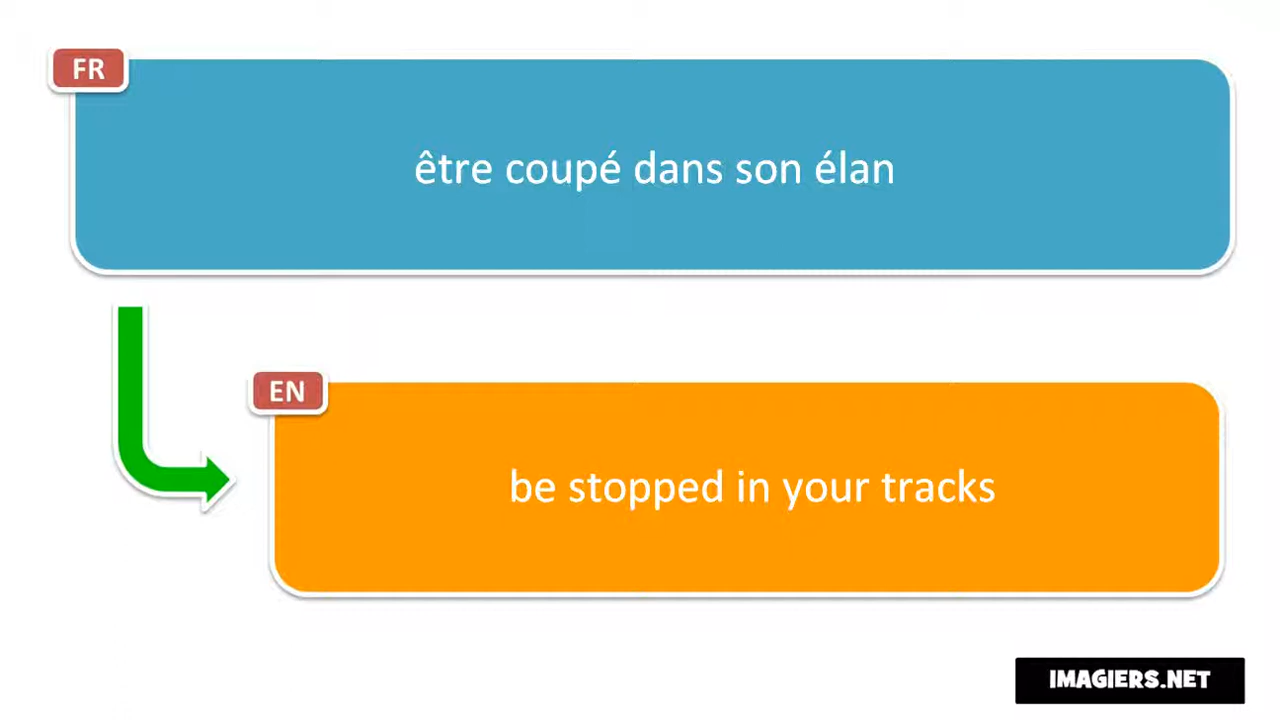 FR
être coupé dans son élan
EN
be stopped in your tracks
IMAGIERS.NET